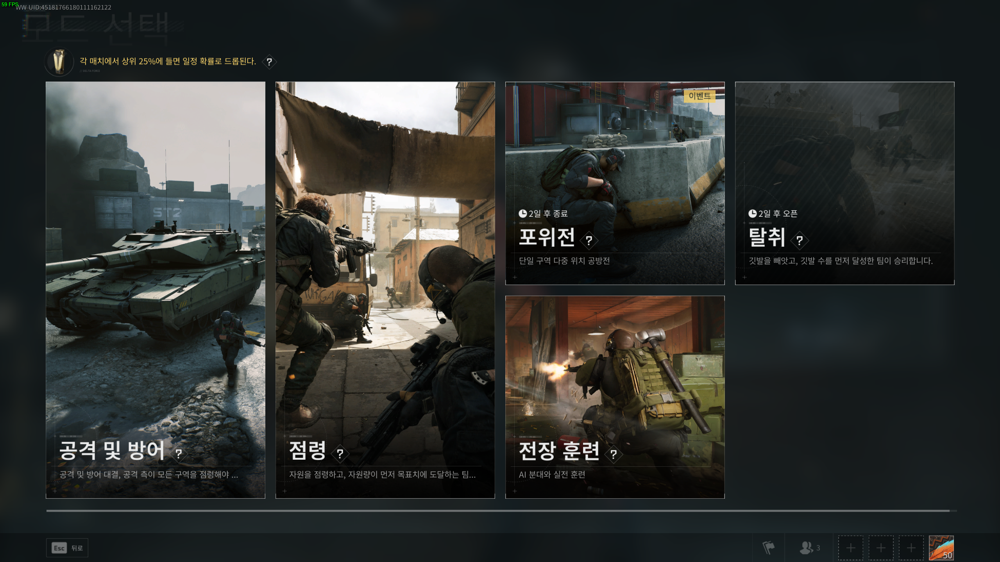 59 FPS
WW UID:45181766180111162122
모드 선택
각 매치에서 상위 25%에 들면 일정 확률로 드롭된다. ?
// DELTA FORCE
ST2
공격 및 방어 ?
공격 및 방어 대결, 공격 측이 모든 구역을 점령해야 ...
점령 ?
자원을 점령하고, 자원량이 먼저 목표치에 도달하는 팀...
이벤트
2일 후 종료
포위전 ?
단일 구역 다중 위치 공방전
2일 후 오픈
탈취 ?
깃발을 빼앗고, 깃발 수를 먼저 달성한 팀이 승리합니다.
전장 훈련 ?
AI 분대와 실전 훈련
Esc 뒤로
3
50